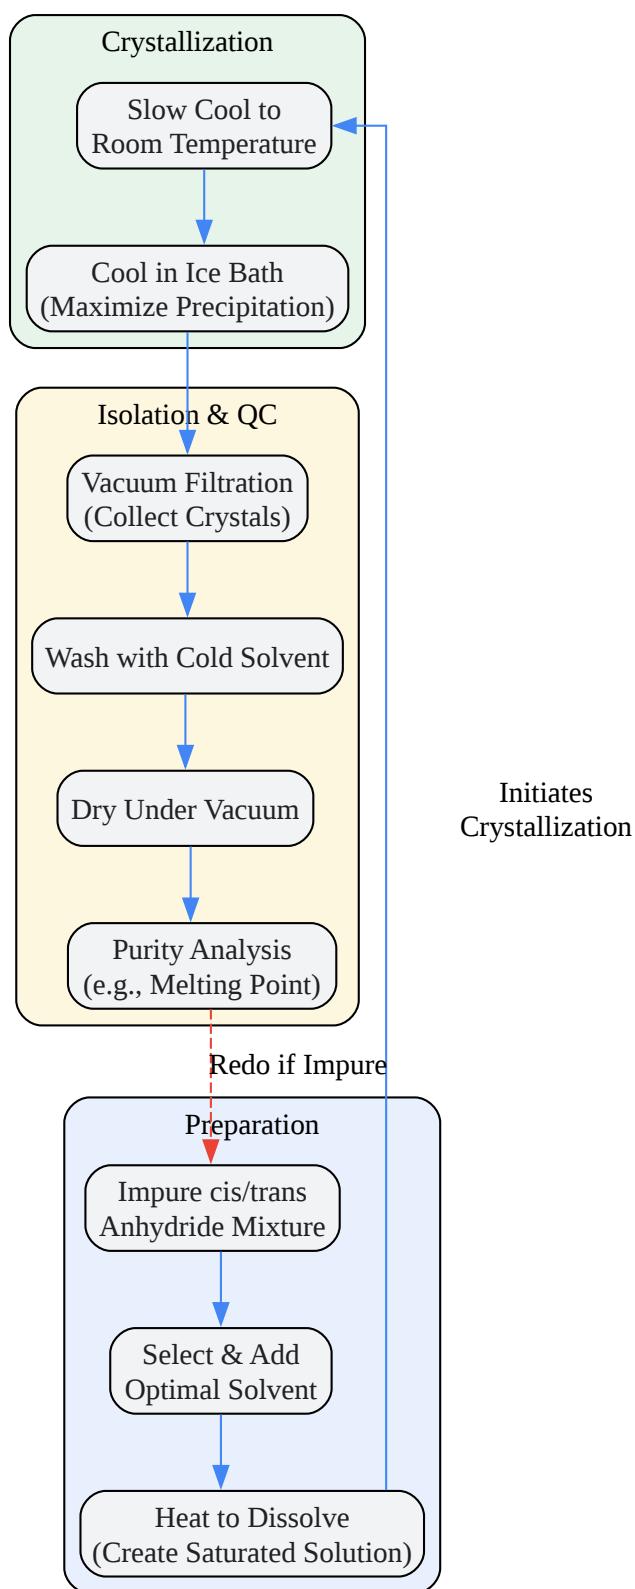 Crystallization
Slow Cool to
Room Temperature
Cool in Ice Bath
(Maximize Precipitation)
Isolation & QC
Vacuum Filtration
(Collect Crystals)
Wash with Cold Solvent
Dry Under Vacuum
Initiates
Crystallization
Purity Analysis
(e.g., Melting Point)
Redo if Impure
Preparation
Impure cis/trans
Anhydride Mixture
Select & Add
Optimal Solvent
Heat to Dissolve
(Create Saturated Solution)